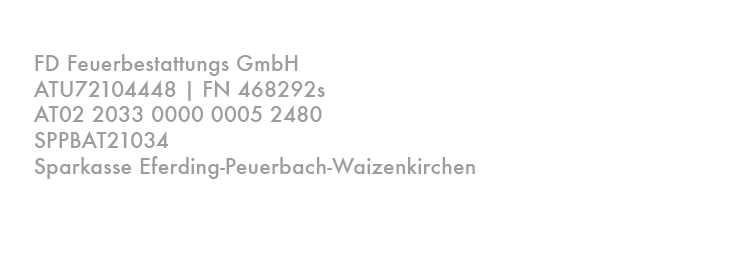 FD Feuerbestattungs GmbH
ATU72104448 | FN 468292s
AT02 2033 0000 0005 2480
SPPBAT21034
Sparkasse Eferding-Peuerbach-Waizenkirchen